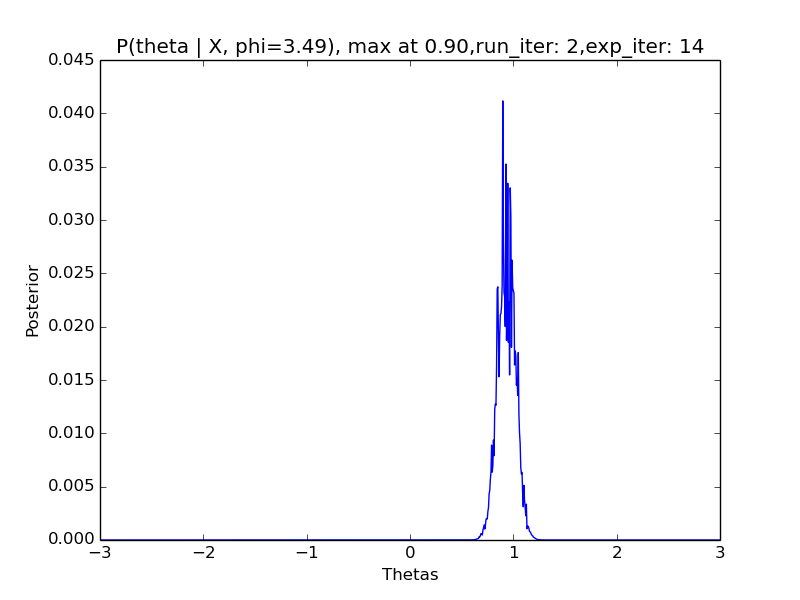 P(theta | X, phi=3.49), max at 0.90,run_iter: 2,exp_iter: 14
0.045
0.040
0.035
0.030
0.025
0.020
0.015
0.010
0.005
0.000
Posterior
−3 −2 −1 0 1 2 3
Thetas